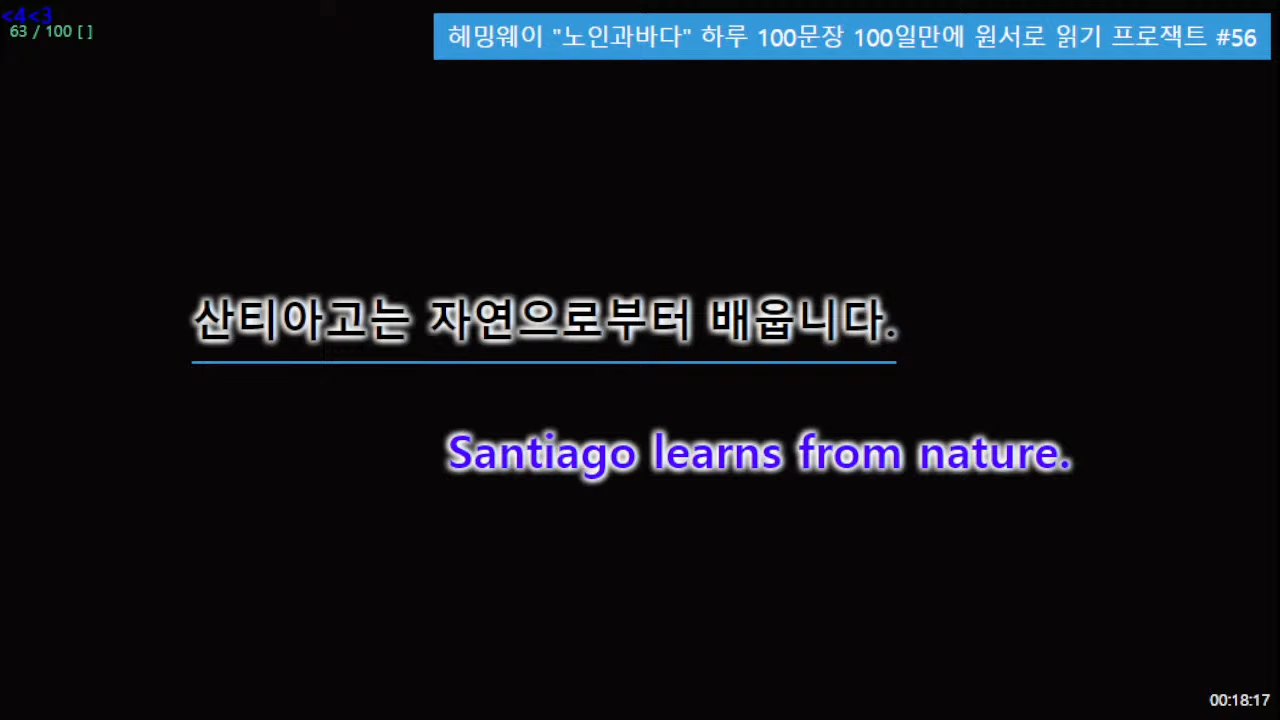 <4<3
63 / 100 [ ]
헤밍웨이 "노인과바다" 하루 100문장 100일만에 원서로 읽기 프로잭트 #56
산티아고는 자연으로부터 배웁니다.
Santiago learns from nature.
00:18:17